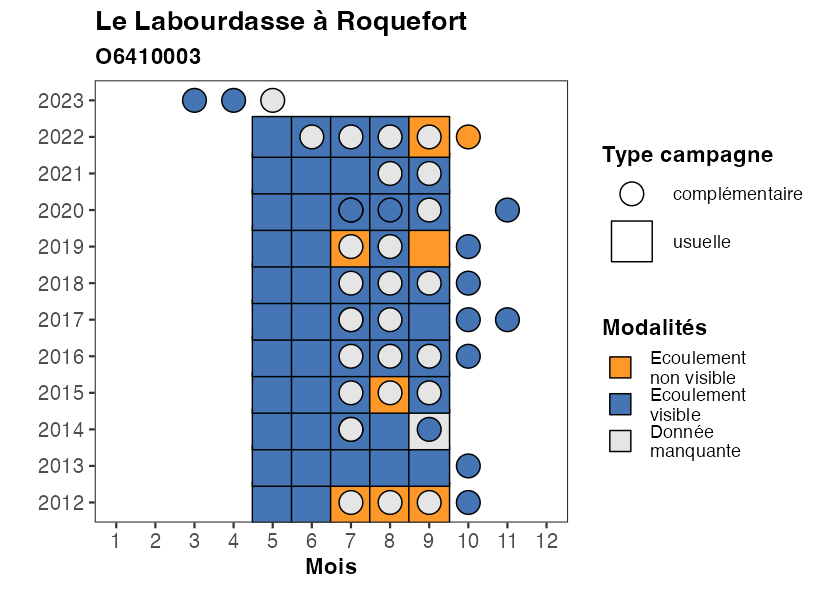 Le Labourdasse à Roquefort
O6410003
2023
2022
2021
2020
2019
2018
2017
2016
2015
2014
2013
2012
1 2 3 4 5 6 7 8 9 10 11 12
Mois
Type campagne
complémentaire
usuelle
Modalités
Ecoulement
non visible
Ecoulement
visible
Donnée
manquante